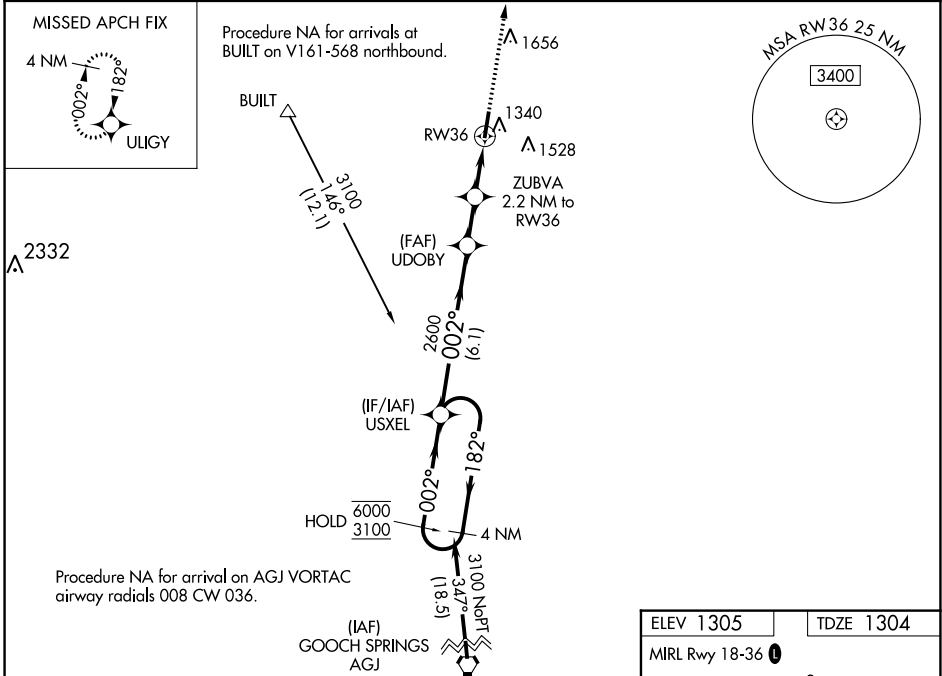 MISSED APCH FIX
4 NM
002°
182°
ULIGY
Procedure NA for arrivals at
BUILT on V161-568 northbound.
1656
MSA RW36 25 NM
3400
BUILT
3100
146°
(12.1)
RW36
1340
1528
ZUBVA
2.2 NM to
RW36
(FAF)
UDOBY
2332
2600
002°
(6.1)
(IF/IAF)
USXEL
002°
182°
HOLD
6000
3100
4 NM
3100 NoPT
347°
(18.5)
Procedure NA for arrival on AGJ VORTAC
airway radials 008 CW 036.
(IAF)
GOOCH SPRINGS
AGJ
ELEV 1305
TDZE 1304
MIRL Rwy 18-36 L